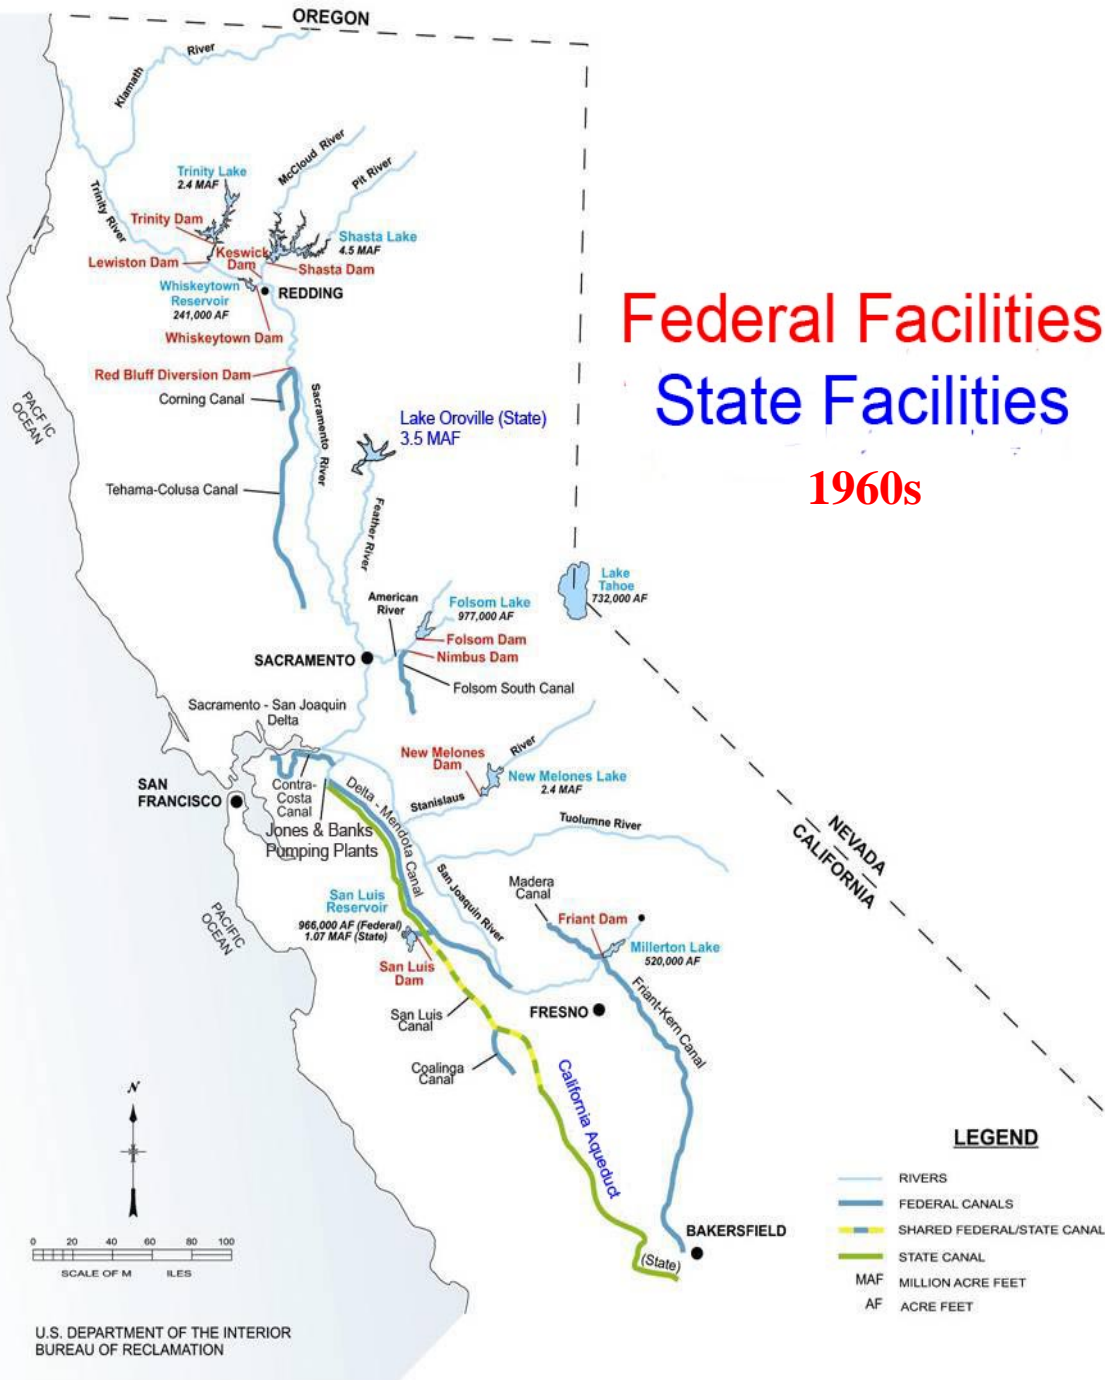 OREGON
Klamath
River
McCloud River
Pit River
Trinity Lake
2.4 MAF
Trinity River
Trinity Dam
Shasta Lake
4.5 MAF
Keswick
Dam
Lewiston Dam
Shasta Dam
Whiskeytown
Reservoir
241,000 AF
REDDING
Whiskeytown Dam
Federal Facilities
State Facilities
1960s
Red Bluff Diversion Dam
Corning Canal
PACFIC
OCEAN
Sacramento River
Lake Oroville (State)
3.5 MAF
Tehama-Colusa Canal
Feather River
Lake
Tahoe
732,000 AF
American
River
Folsom Lake
977,000 AF
Folsom Dam
Nimbus Dam
SACRAMENTO
Folsom South Canal
Sacramento - San Joaquin
Delta
New Melones
Dam
River
New Melones Lake
2.4 MAF
Stanislaus
SAN
FRANCISCO
Contra-
Costa
Canal
Delta - Mendota Canal
Jones & Banks
Pumping Plants
Tuolumne River
NEVADA
CALIFORNIA
San Joaquin River
Madera
Canal
San Luis
Reservoir
966,000 AF (Federal)
1.07 MAF (State)
Friant Dam
PACIFIC
OCEAN
Millerton Lake
520,000 AF
San Luis
Dam
San Luis
Canal
FRESNO
Friant-Kern Canal
Coalinga
Canal
California Aqueduct
N
LEGEND
RIVERS
FEDERAL CANALS
SHARED FEDERAL/STATE CANAL
STATE CANAL
MAF MILLION ACRE FEET
AF ACRE FEET
BAKERSFIELD
(State)
0 20 40 60 80 100
SCALE OF M ILES
U.S. DEPARTMENT OF THE INTERIOR
BUREAU OF RECLAMATION